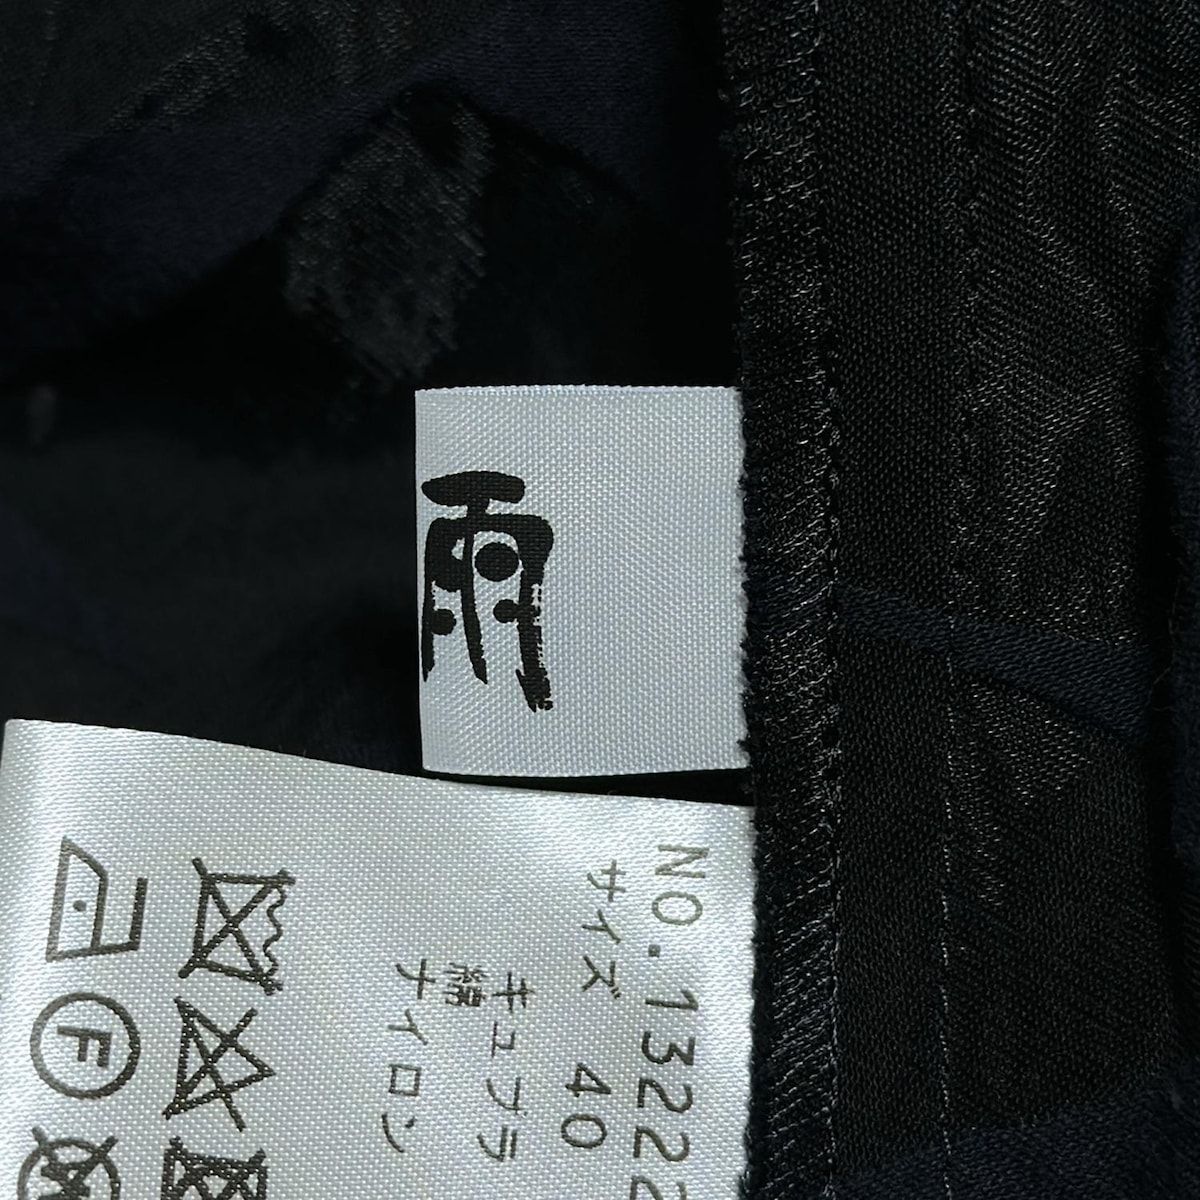 雨
No.1322
サイズ 40
キュプラ
綿
ナイロン
F